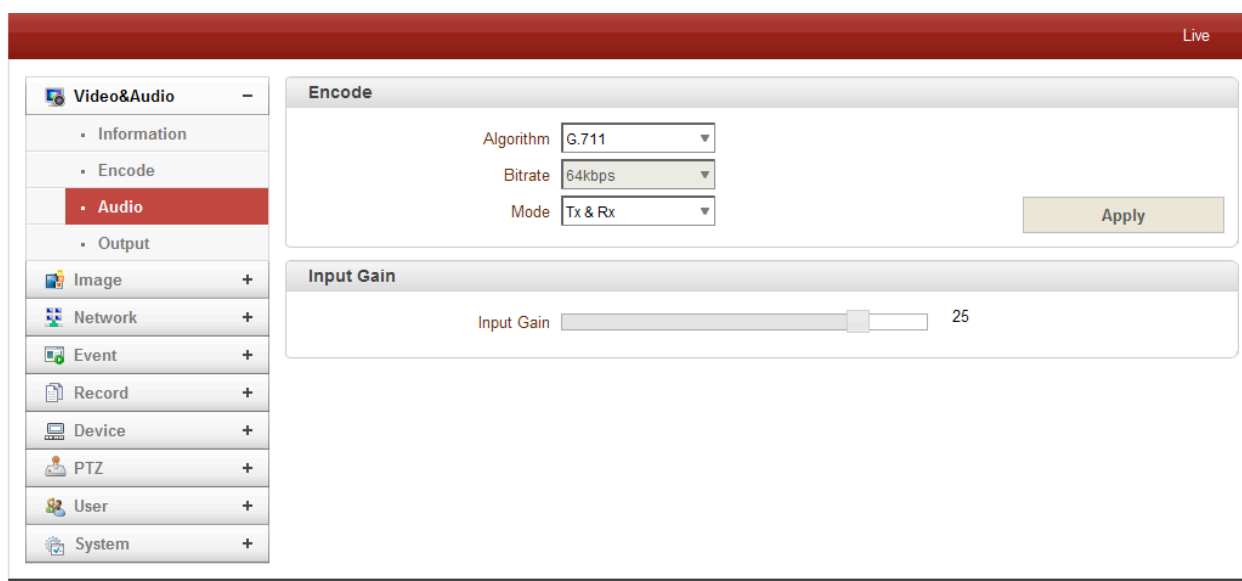 Live
Video&Audio −
Information
Encode
Audio
Output
Image +
Network +
Event +
Record +
Device +
PTZ +
User +
System +
Encode
Algorithm G.711
Bitrate 64kbps
Mode Tx & Rx
Apply
Input Gain
Input Gain 25